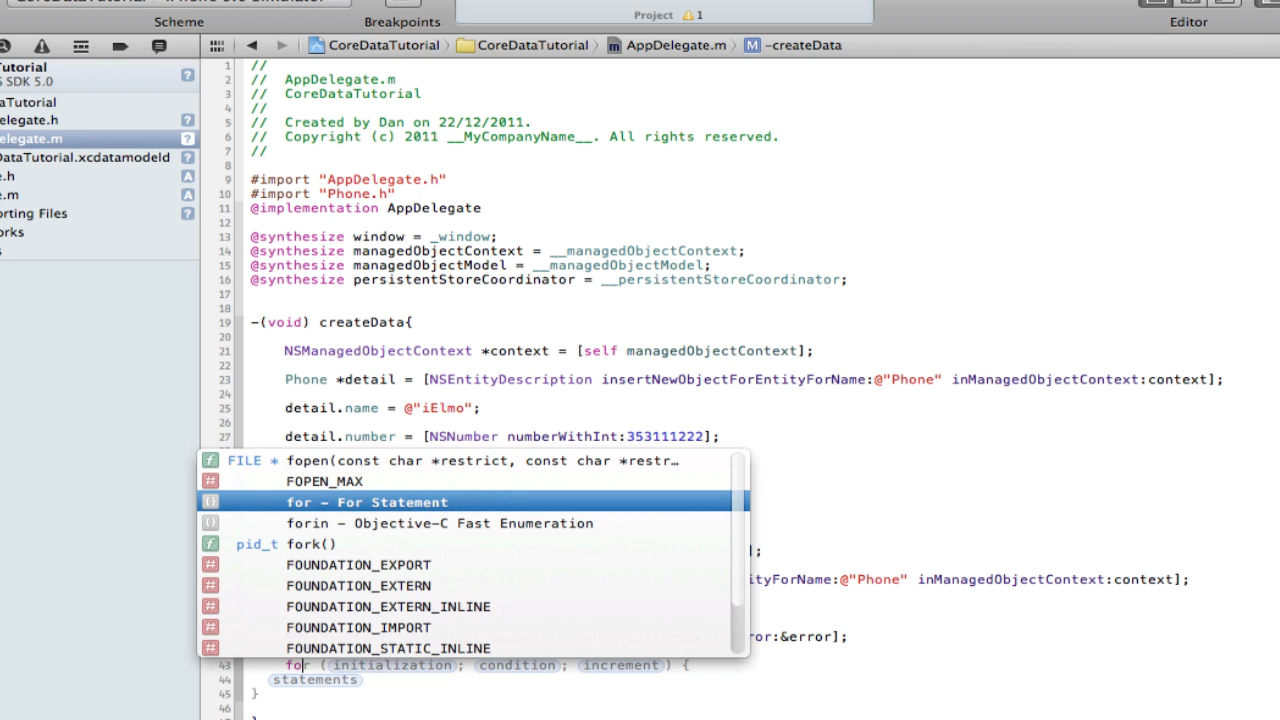 Project 1
Scheme
Breakpoints
Editor
CoreDataTutorial CoreDataTutorial AppDelegate.m M -createData
Tutorial
SDK 5.0
aTutorial
elegate.h
elegate.m
DataTutorial.xcdatamodeld
e.h A
e.m A
orting Files
orks
s
1 //
2 // AppDelegate.m
3 // CoreDataTutorial
4 //
5 // Created by Dan on 22/12/2011.
6 // Copyright (c) 2011 __MyCompanyName__. All rights reserved.
7 //
8
9 #import "AppDelegate.h"
10 #import "Phone.h"
11 @implementation AppDelegate
12
13 @synthesize window = _window;
14 @synthesize managedObjectContext = __managedObjectContext;
15 @synthesize managedObjectModel = __managedObjectModel;
16 @synthesize persistentStoreCoordinator = __persistentStoreCoordinator;
17
18
19 -(void) createData{
20
21 NSManagedObjectContext *context = [self managedObjectContext];
22
23 Phone *detail = [NSEntityDescription insertNewObjectForEntityForName:@"Phone" inManagedObjectContext:context];
24
25 detail.name = @"iElmo";
26
27 detail.number = [NSNumber numberWithInt:353111222];
f FILE * fopen(const char *restrict, const char *restr…
# FOPEN_MAX
{} for – For Statement
{} forin – Objective-C Fast Enumeration
f pid_t fork()
# FOUNDATION_EXPORT
];
# FOUNDATION_EXTERN
ityForName:@"Phone" inManagedObjectContext:context];
# FOUNDATION_EXTERN_INLINE
# FOUNDATION_IMPORT
error:&error];
# FOUNDATION_STATIC_INLINE
43 for (initialization; condition; increment) {
44 statements
45 }